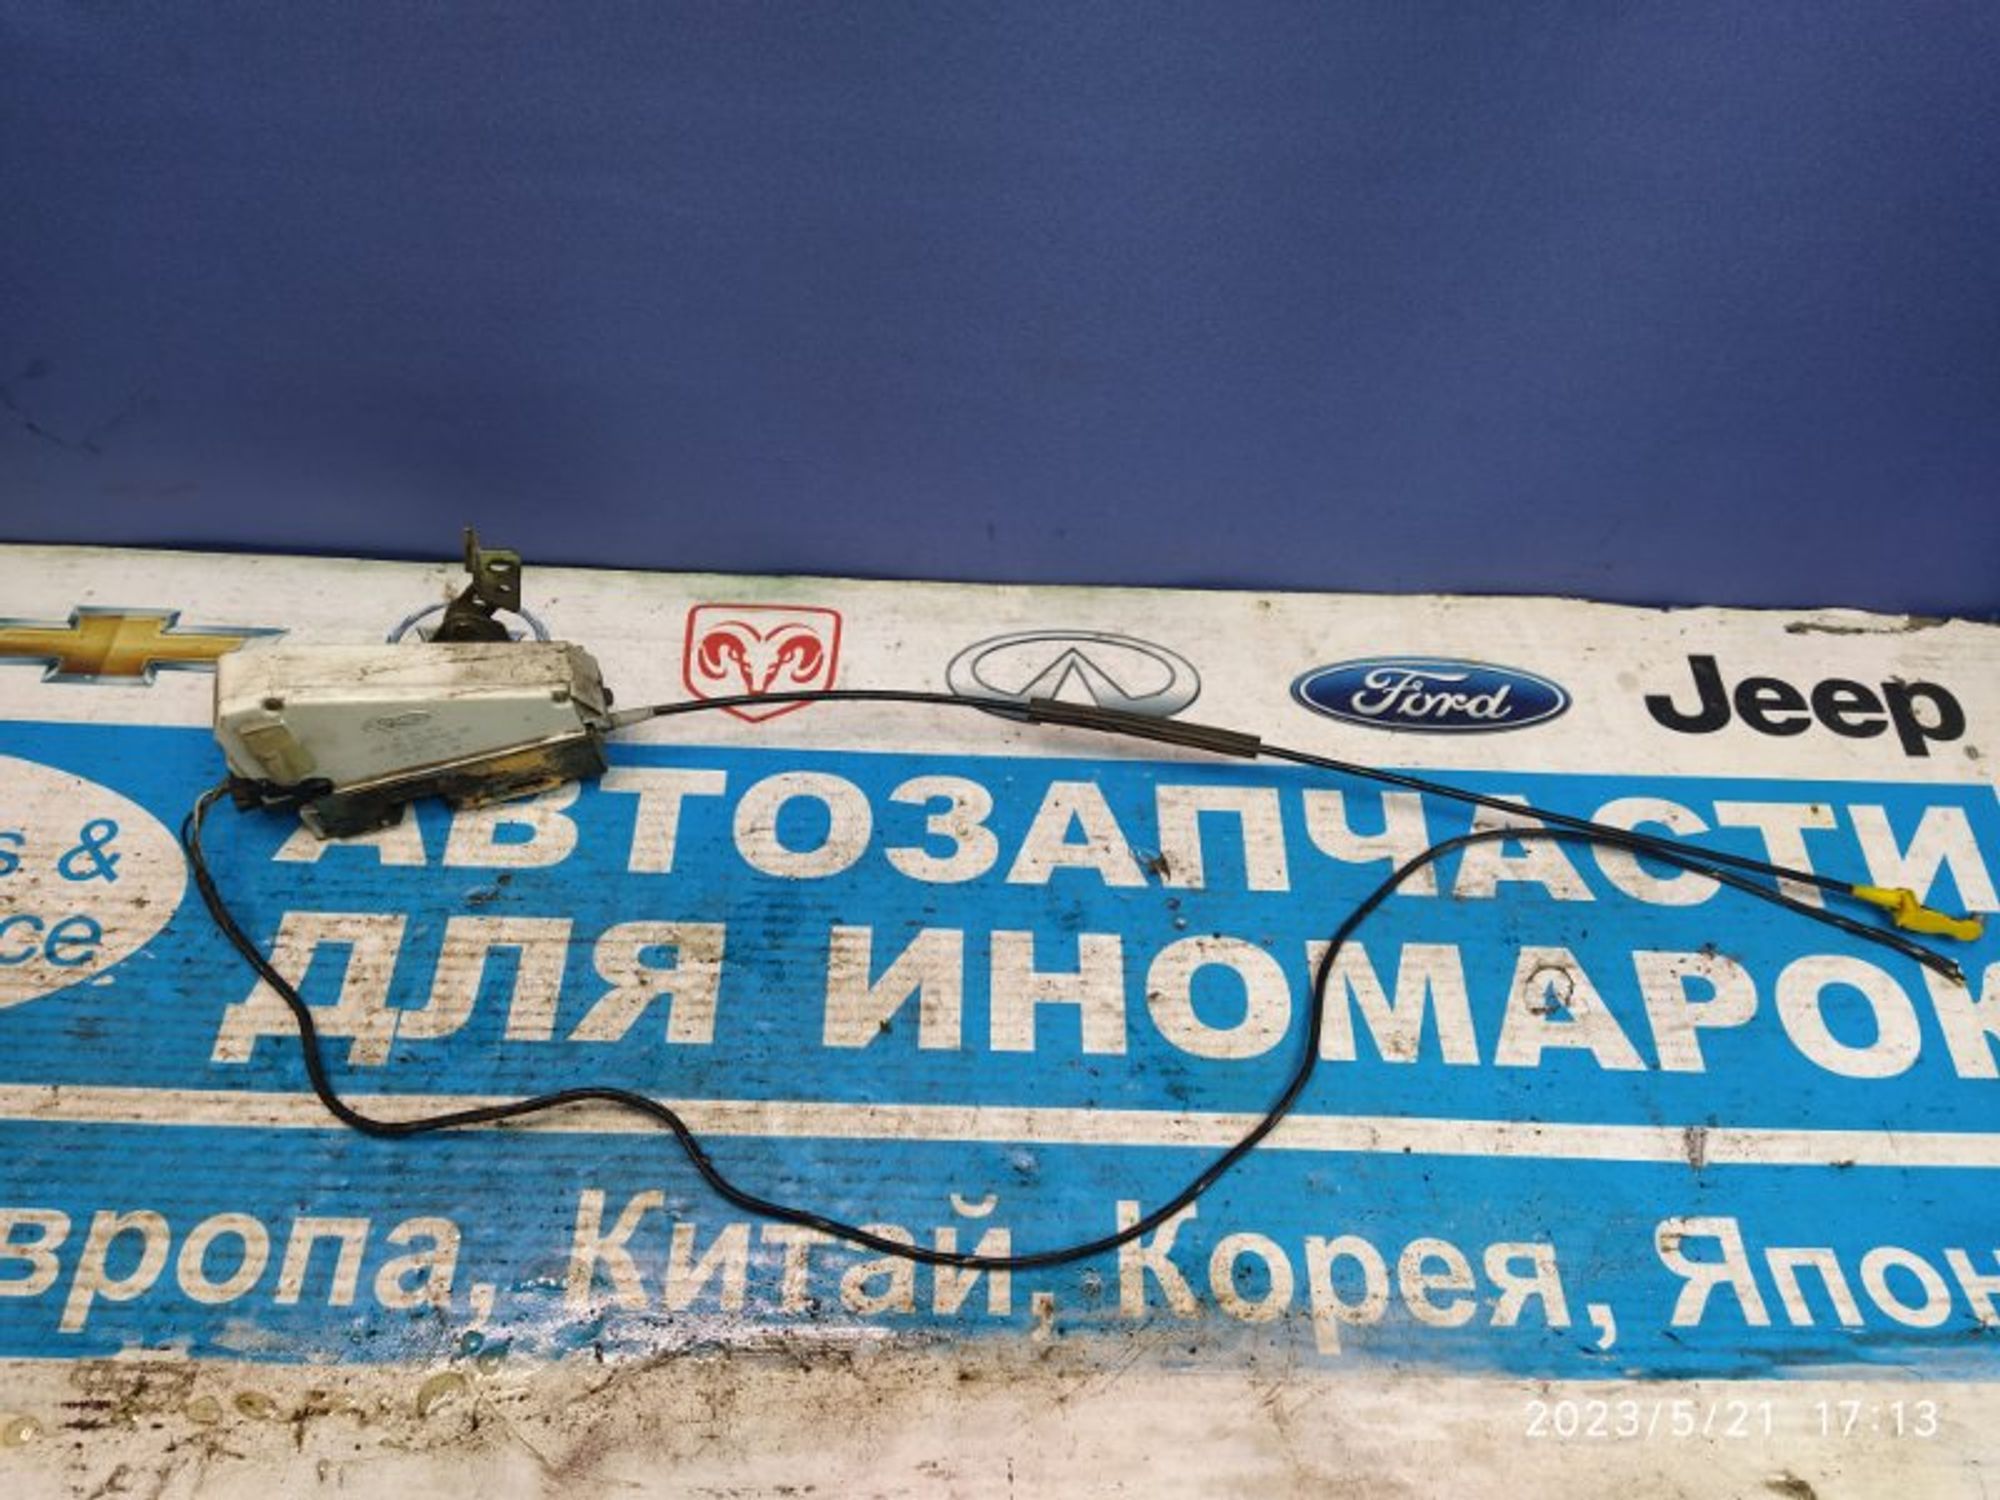 Ford
Jeep
s &
ce
АВТОЗАПЧАСТИ
ДЛЯ ИНОМАРОК
вропа, Китай, Корея, Япон
2023/5/21 17:13